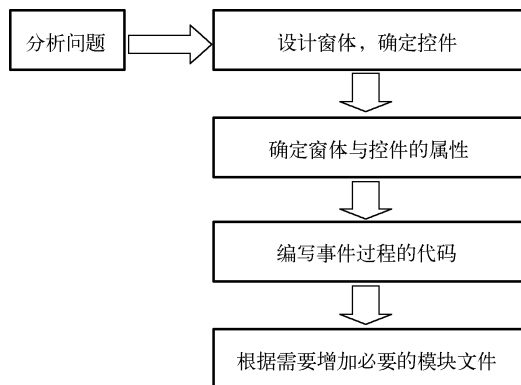 分析问题
设计窗体，确定控件
确定窗体与控件的属性
编写事件过程的代码
根据需要增加必要的模块文件